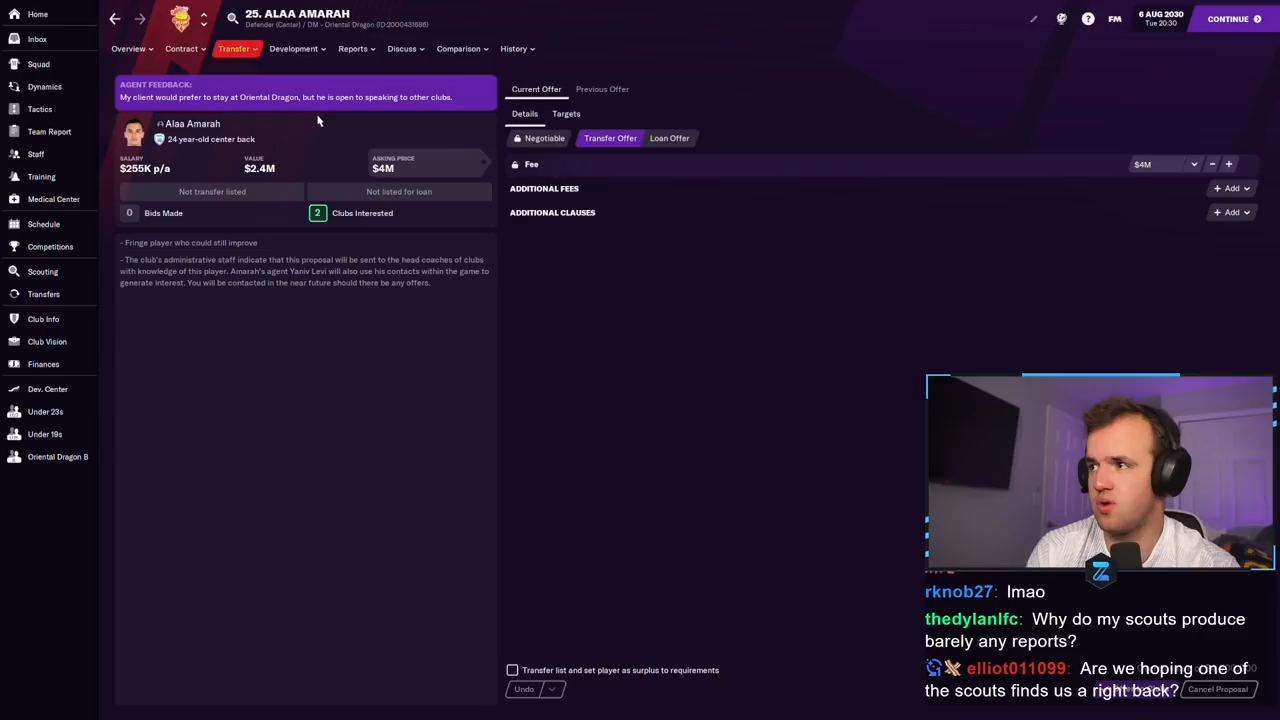 25. ALAA AMARAH
Defender (Center) / DM - Oriental Dragon (ID:2000431686)
FM
6 AUG 2030
Tue 20:30
CONTINUE
Home
Inbox
Squad
Dynamics
Tactics
Team Report
Staff
Training
Medical Center
Schedule
Competitions
Scouting
Transfers
Club Info
Club Vision
Finances
Dev. Center
Under 23s
Under 19s
Oriental Dragon B
Overview
Contract
Transfer
Development
Reports
Discuss
Comparison
History
AGENT FEEDBACK:
My client would prefer to stay at Oriental Dragon, but he is open to speaking to other clubs.
Alaa Amarah
24 year-old center back
SALARY
$255K p/a
VALUE
$2.4M
ASKING PRICE
$4M
Not transfer listed
Not listed for loan
0 Bids Made
2 Clubs Interested
- Fringe player who could still improve
- The club's administrative staff indicate that this proposal will be sent to the head coaches of clubs
with knowledge of this player. Amarah's agent Yaniv Levi will also use his contacts within the game to
generate interest. You will be contacted in the near future should there be any offers.
Current Offer
Previous Offer
Details
Targets
Negotiable
Transfer Offer
Loan Offer
Fee
$4M
ADDITIONAL FEES
Add
ADDITIONAL CLAUSES
Add
Transfer list and set player as surplus to requirements
Undo
Cancel Proposal
rknob27: lmao
thedylanlfc: Why do my scouts produce
barely any reports?
elliot011099: Are we hoping one of
the scouts finds us a right back?